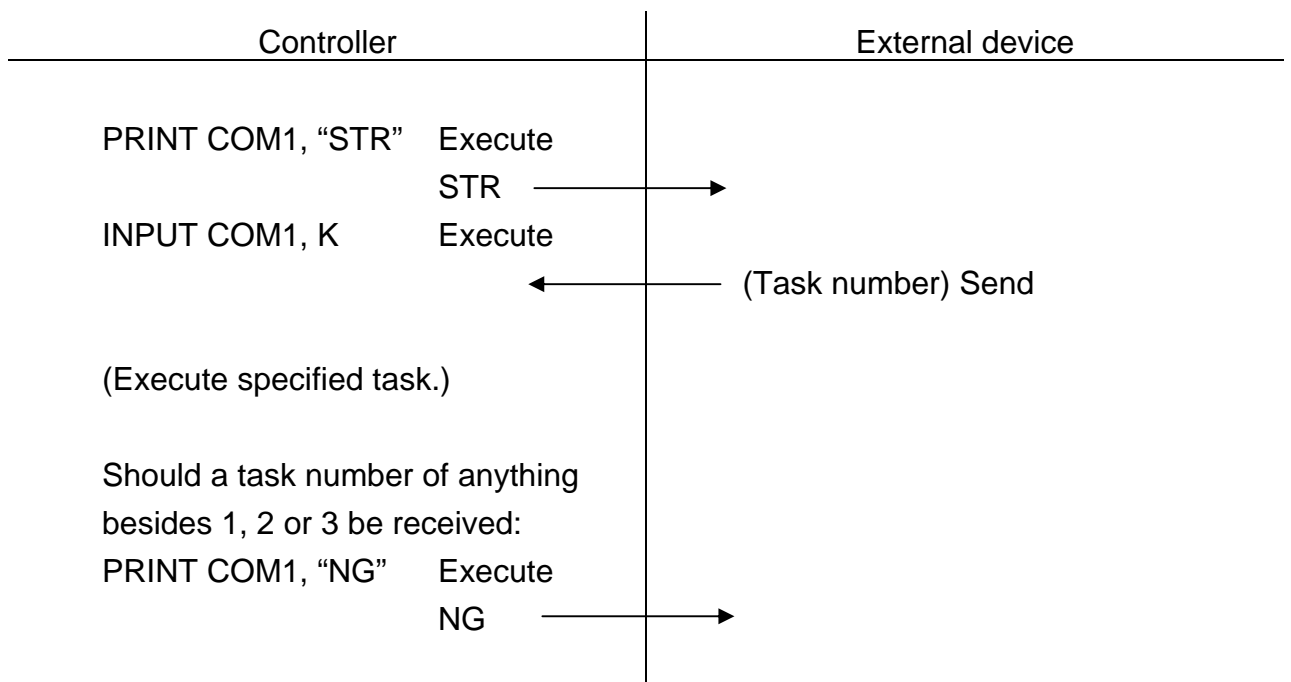 Controller External device
PRINT COM1, “STR” Execute
STR
INPUT COM1, K Execute
(Task number) Send
(Execute specified task.)
Should a task number of anything
besides 1, 2 or 3 be received:
PRINT COM1, “NG” Execute
NG